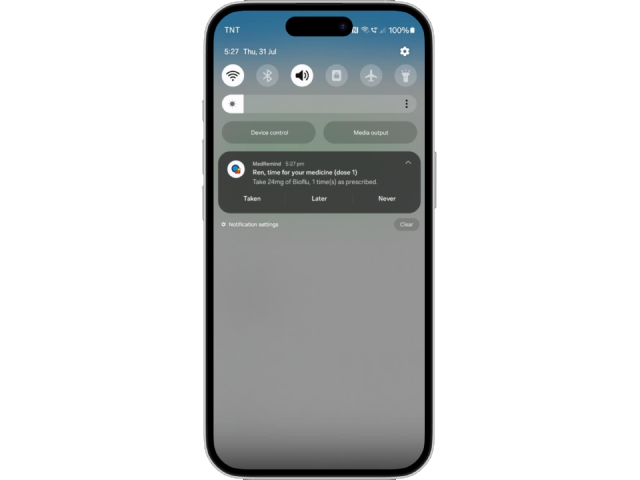 TNT 100%
5:27 Thu, 31 Jul
Device control Media output
MedRemind 5:27 pm
Ren, time for your medicine (dose 1)
Take 24mg of Bioflu, 1 time(s) as prescribed.
Taken Later Never
Notification settings Clear